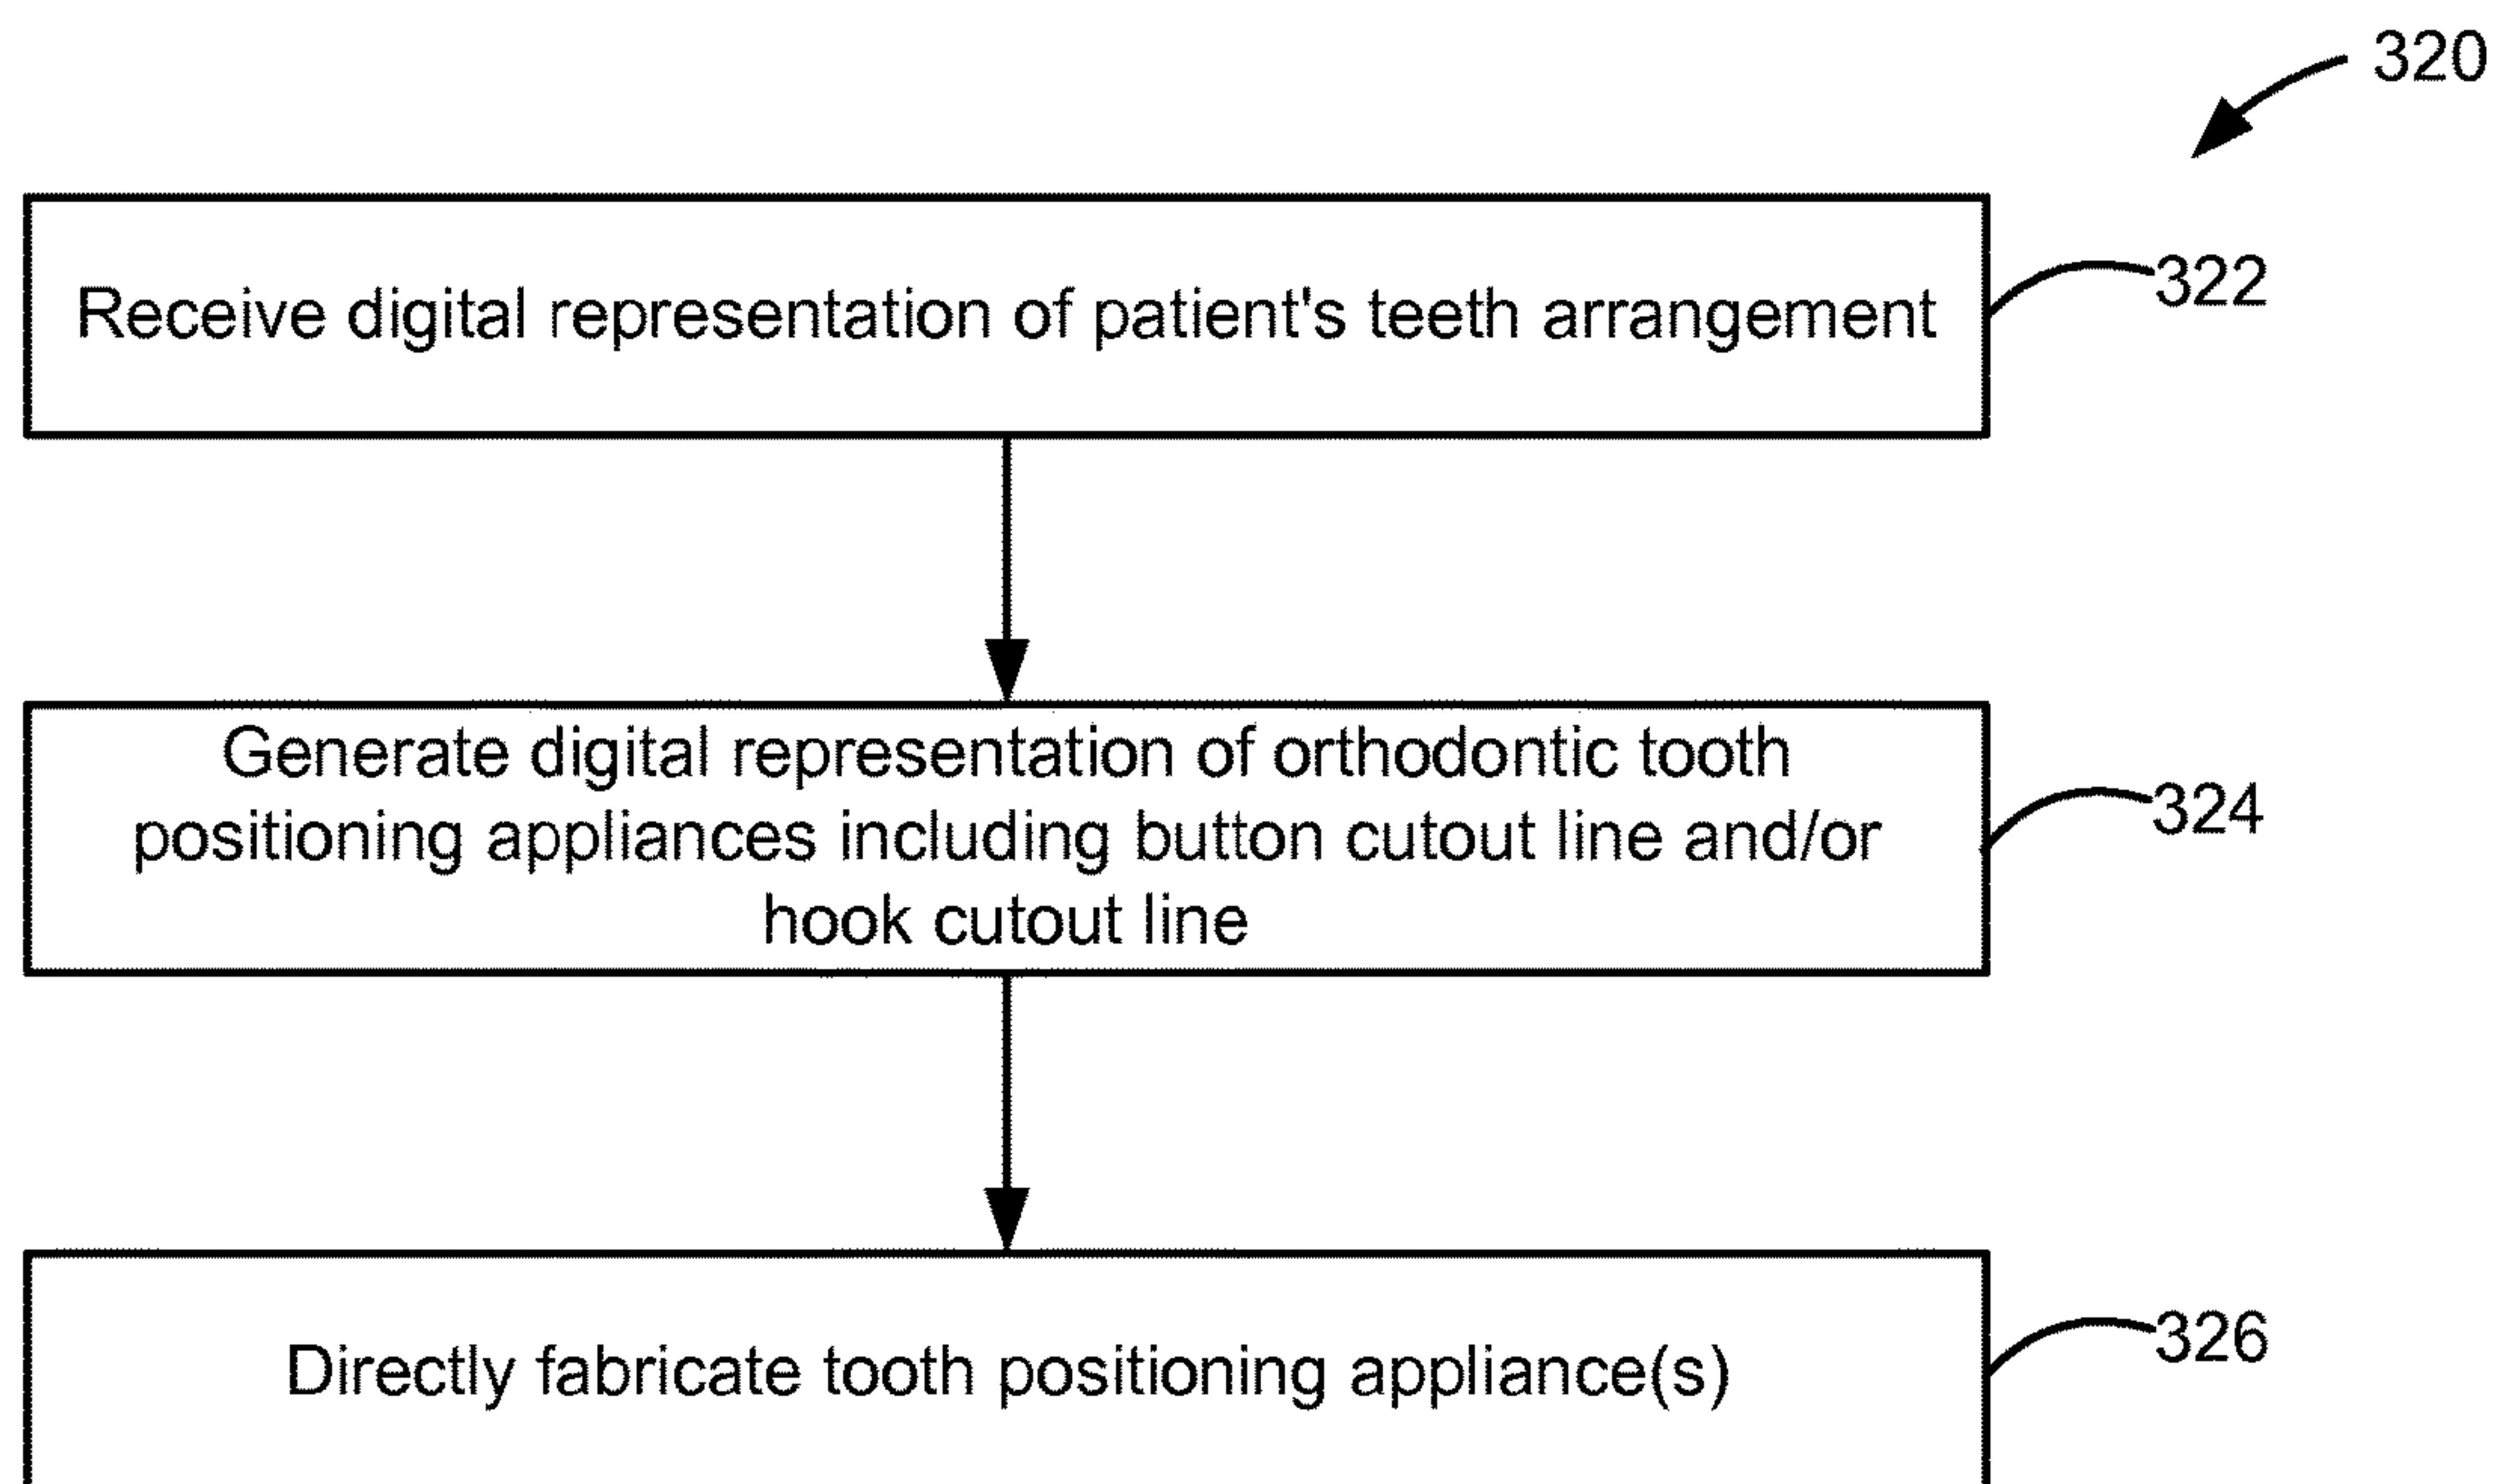 320
Receive digital representation of patient's teeth arrangement
322
Generate digital representation of orthodontic tooth
positioning appliances including button cutout line and/or
hook cutout line
324
Directly fabricate tooth positioning appliance(s)
326